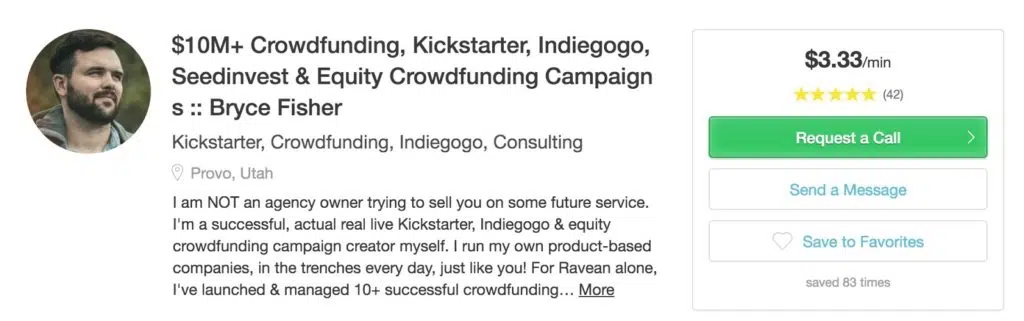 $10M+ Crowdfunding, Kickstarter, Indiegogo,
Seedinvest & Equity Crowdfunding Campaign
s :: Bryce Fisher
Kickstarter, Crowdfunding, Indiegogo, Consulting
Provo, Utah
I am NOT an agency owner trying to sell you on some future service.
I'm a successful, actual real live Kickstarter, Indiegogo & equity
crowdfunding campaign creator myself. I run my own product-based
companies, in the trenches every day, just like you! For Ravean alone,
I've launched & managed 10+ successful crowdfunding… More
$3.33/min
(42)
Request a Call
Send a Message
Save to Favorites
saved 83 times